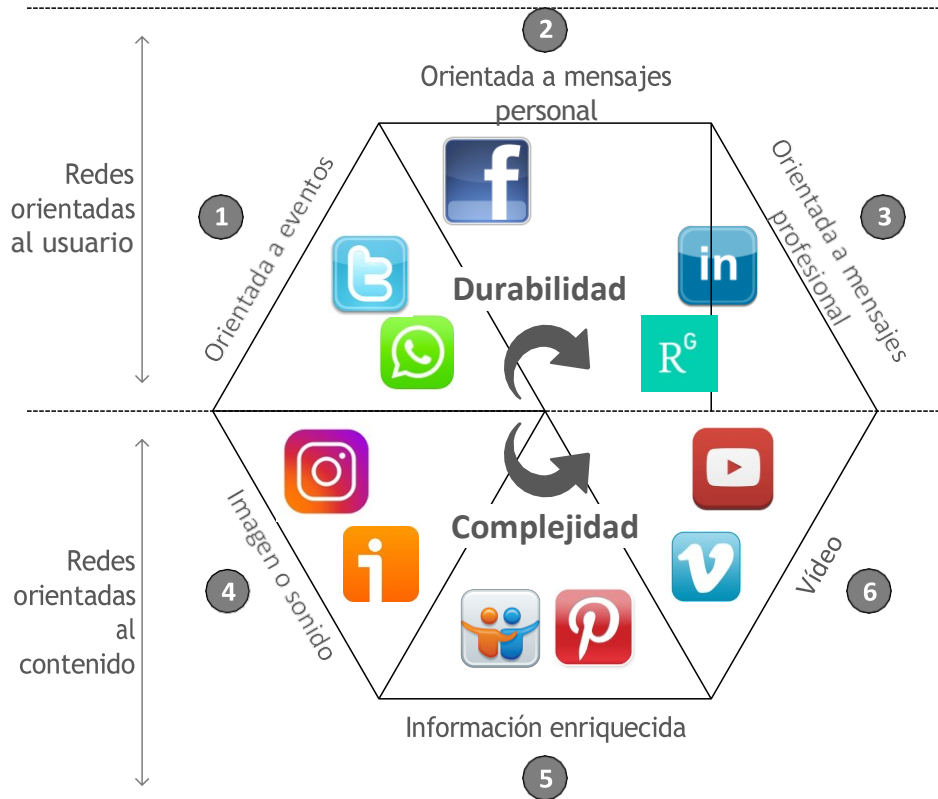 2
Orientada a mensajes
personal
Redes
orientadas
al usuario
1
Orientada a eventos
f
t
in
R G
Durabilidad
3
Orientada a mensajes
profesional
Redes
orientadas
al
contenido
4
Imagen o sonido
i
Complejidad
v
P
Vídeo
6
Información enriquecida
5